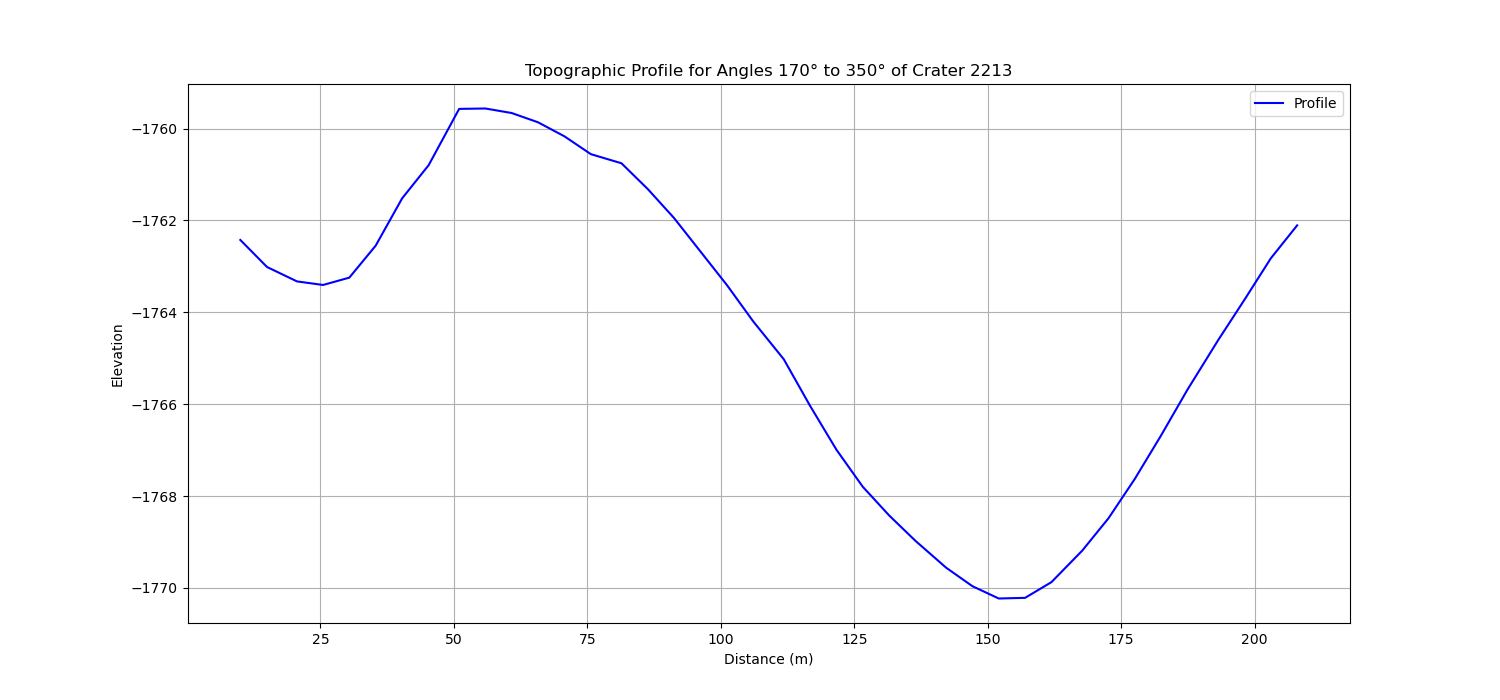 Topographic Profile for Angles 170° to 350° of Crater 2213
Profile
−1760
−1762
−1764
−1766
−1768
−1770
Elevation
25 50 75 100 125 150 175 200
Distance (m)